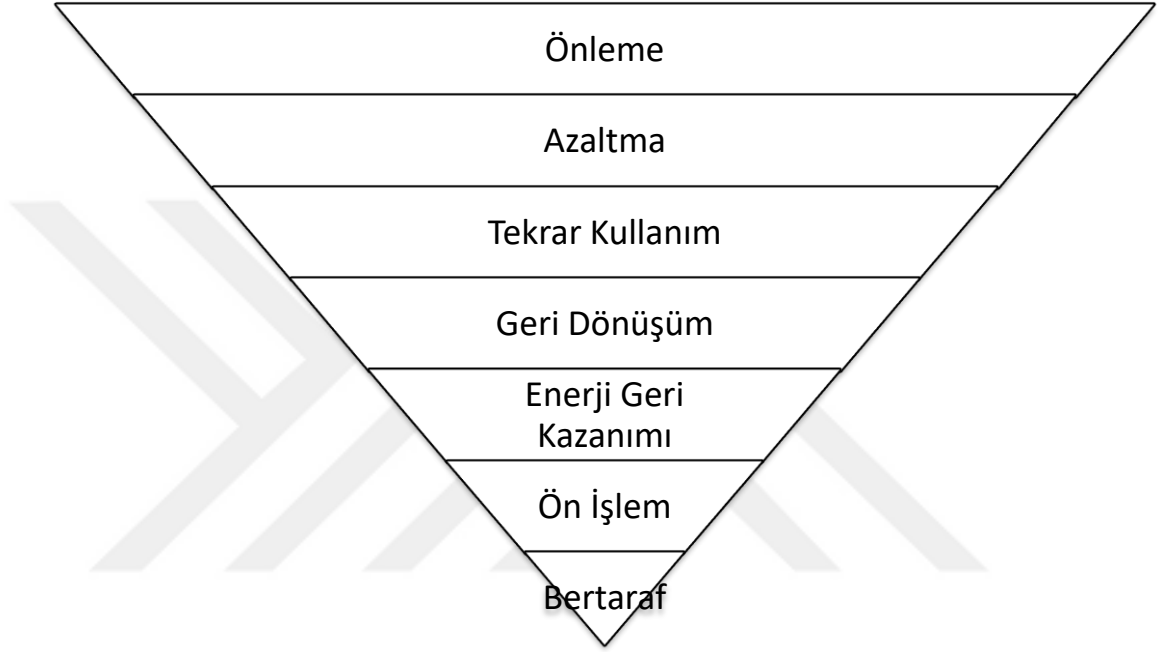 Önleme
Azaltma
Tekrar Kullanım
Geri Dönüşüm
Enerji Geri
Kazanımı
Ön İşlem
Bertaraf